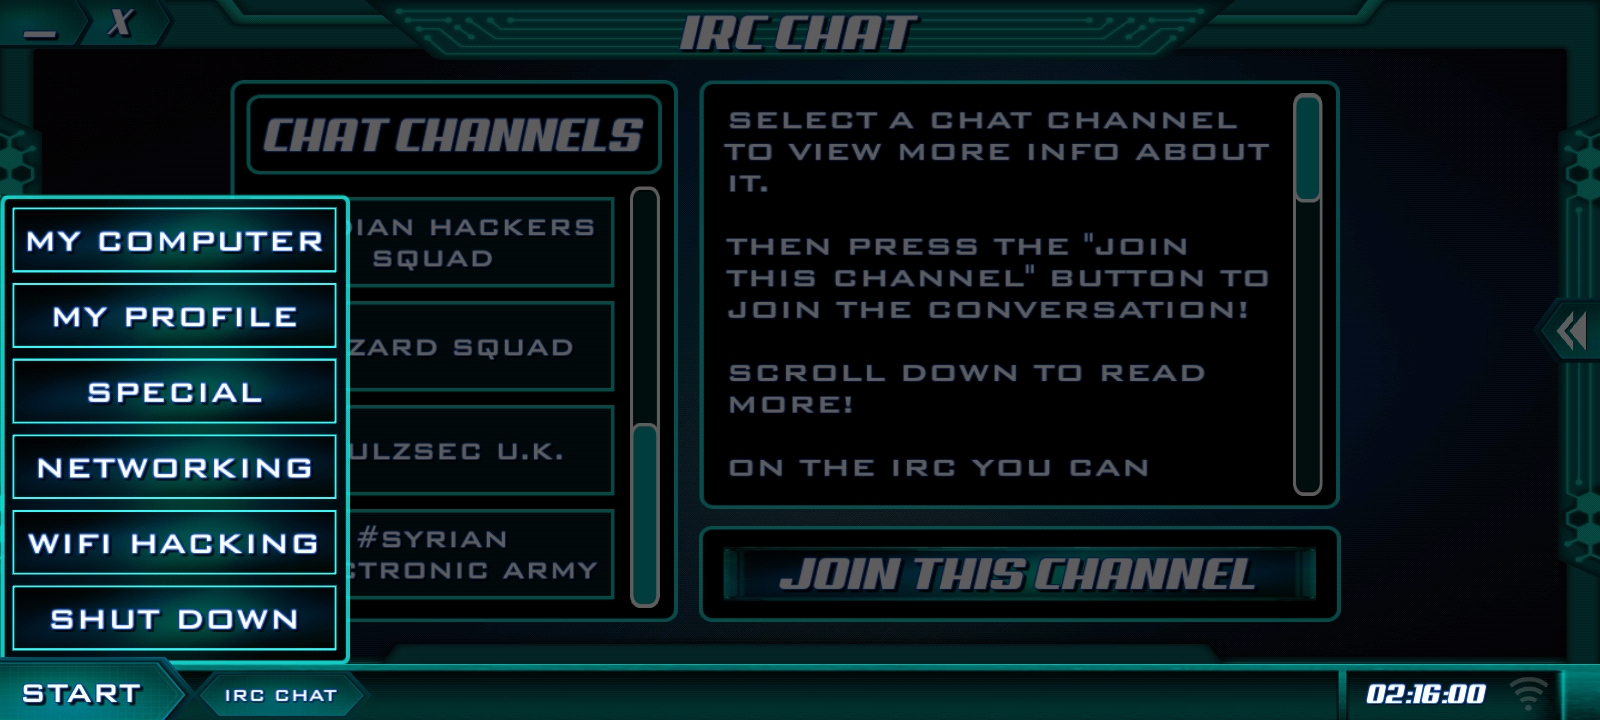 _ X
IRC CHAT
CHAT CHANNELS
IAN HACKERS
SQUAD
ZARD SQUAD
ULZSEC U.K.
#SYRIAN
CTRONIC ARMY
SELECT A CHAT CHANNEL
TO VIEW MORE INFO ABOUT
IT.
THEN PRESS THE "JOIN
THIS CHANNEL" BUTTON TO
JOIN THE CONVERSATION!
SCROLL DOWN TO READ
MORE!
ON THE IRC YOU CAN
JOIN THIS CHANNEL
MY COMPUTER
MY PROFILE
SPECIAL
NETWORKING
WIFI HACKING
SHUT DOWN
START
IRC CHAT
02:16:00